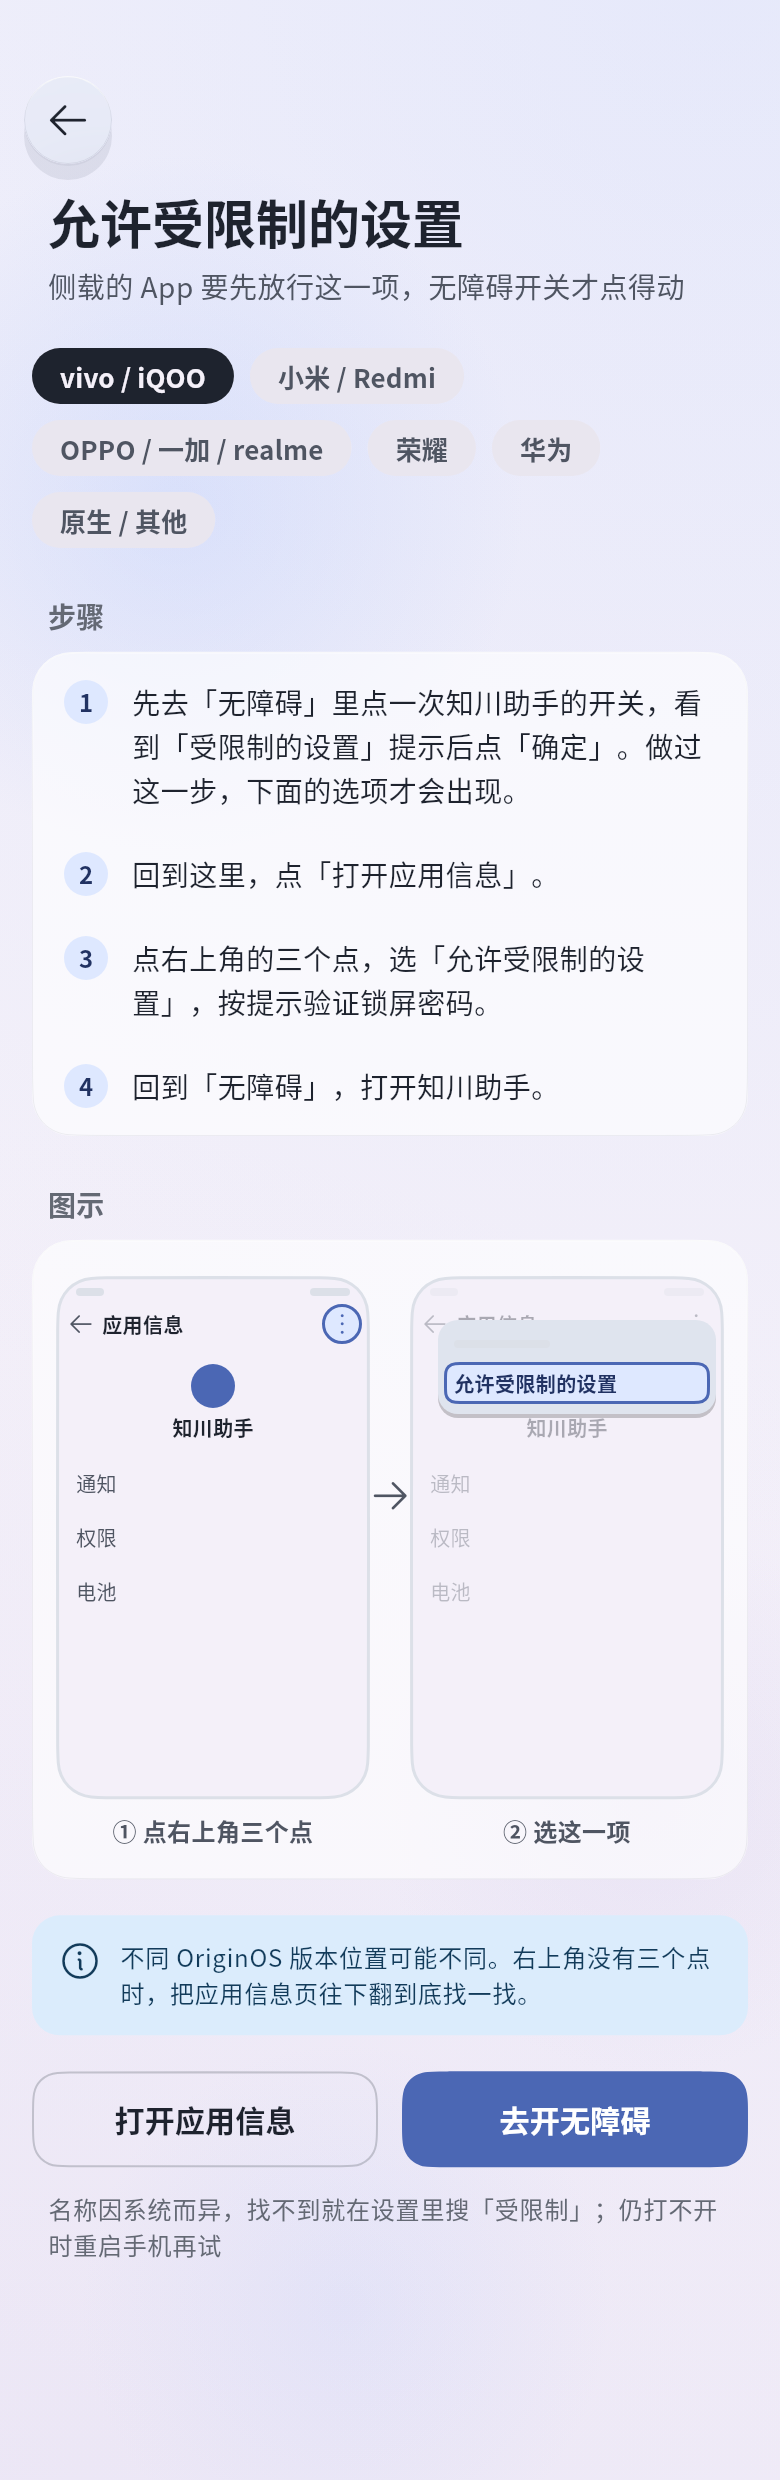 允许受限制的设置
侧载的 App 要先放行这一项，无障碍开关才点得动
vivo / iQOO
小米 / Redmi
OPPO / 一加 / realme
荣耀
华为
原生 / 其他
步骤
1
先去「无障碍」里点一次知川助手的开关，看
到「受限制的设置」提示后点「确定」。做过
这一步，下面的选项才会出现。
2
回到这里，点「打开应用信息」。
3
点右上角的三个点，选「允许受限制的设
置」，按提示验证锁屏密码。
4
回到「无障碍」，打开知川助手。
图示
应用信息
知川助手
通知
权限
电池
① 点右上角三个点
允许受限制的设置
知川助手
通知
权限
电池
② 选这一项
不同 OriginOS 版本位置可能不同。右上角没有三个点
时，把应用信息页往下翻到底找一找。
打开应用信息
去开无障碍
名称因系统而异，找不到就在设置里搜「受限制」；仍打不开
时重启手机再试